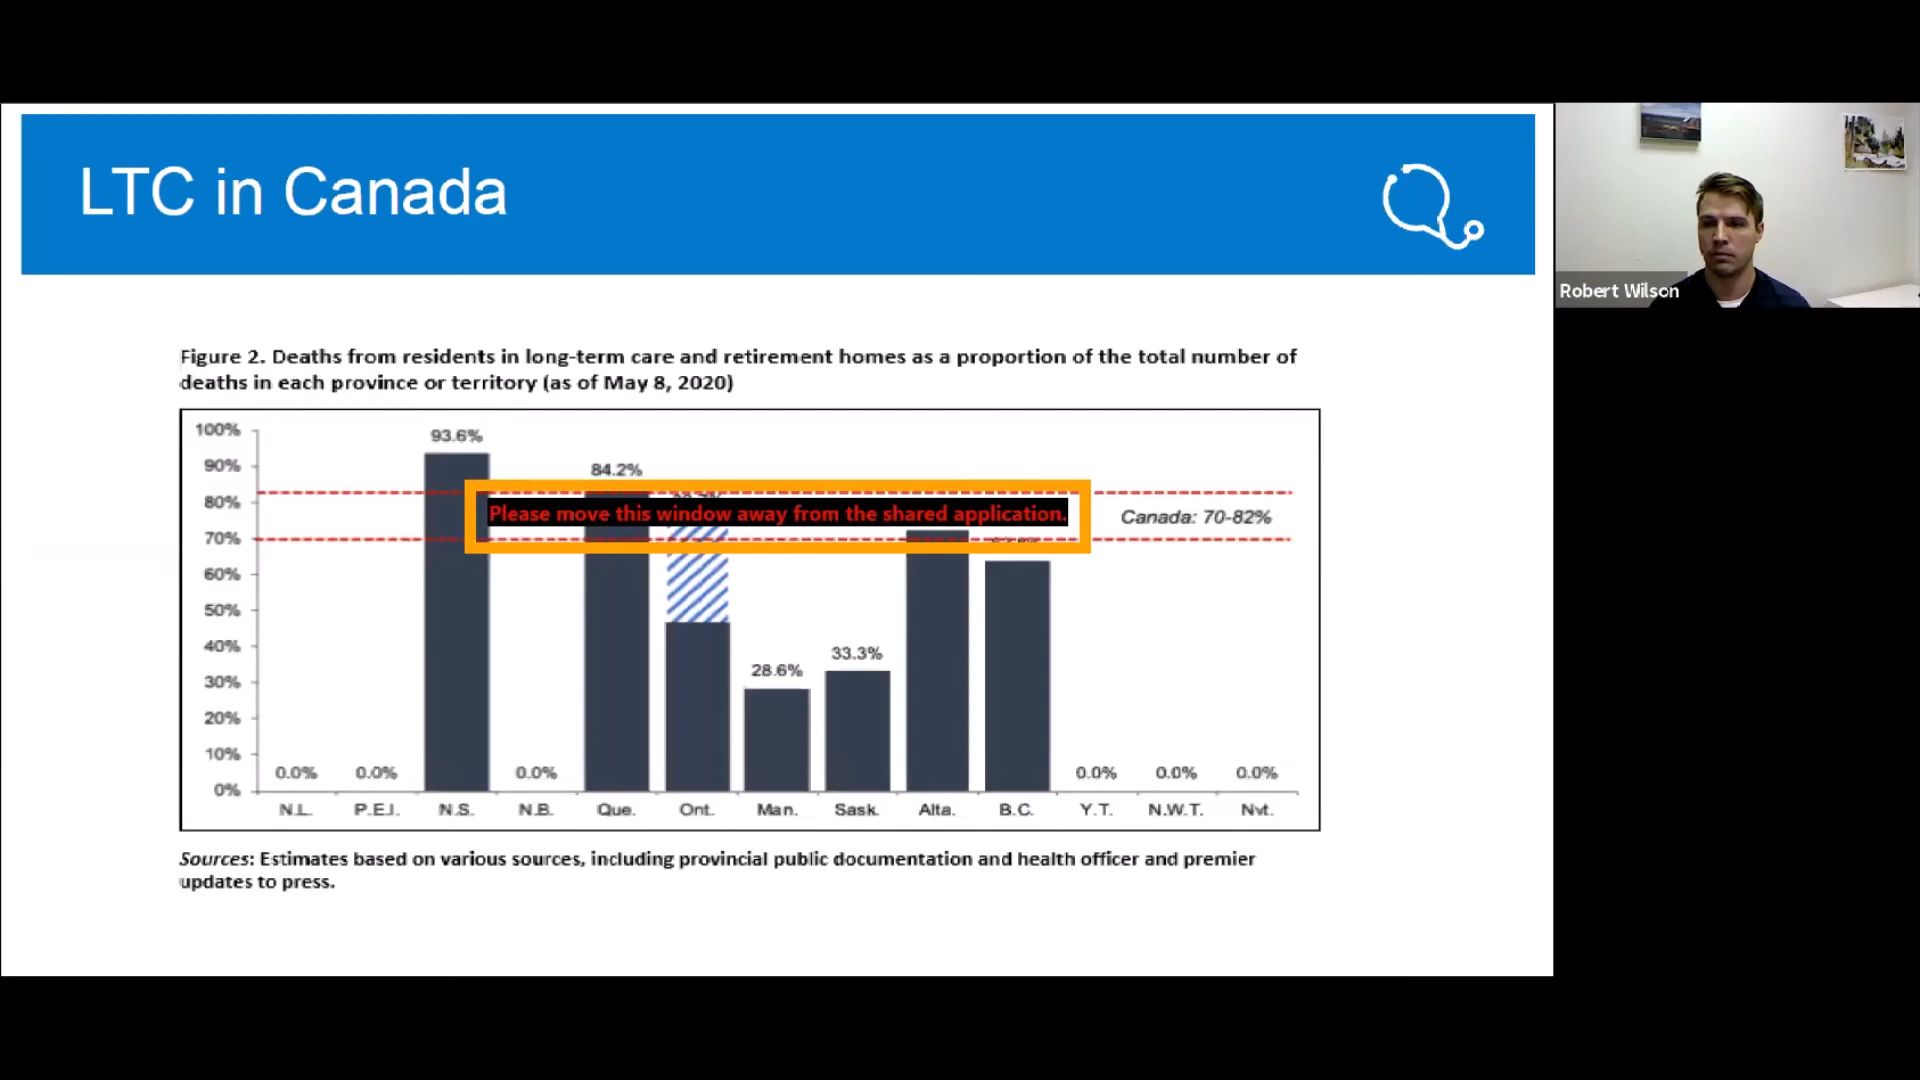 LTC in Canada
Robert Wilson
Figure 2. Deaths from residents in long-term care and retirement homes as a proportion of the total number of
deaths in each province or territory (as of May 8, 2020)
100%
90%
80%
70%
60%
50%
40%
30%
20%
10%
0%
93.6%
84.2%
Please move this window away from the shared application.
Canada: 70-82%
33.3%
28.6%
0.0% 0.0% 0.0% 0.0% 0.0% 0.0%
N.L. P.E.I. N.S. N.B. Que. Ont. Man. Sask. Alta. B.C. Y.T. N.W.T. Nvt.
Sources: Estimates based on various sources, including provincial public documentation and health officer and premier
updates to press.